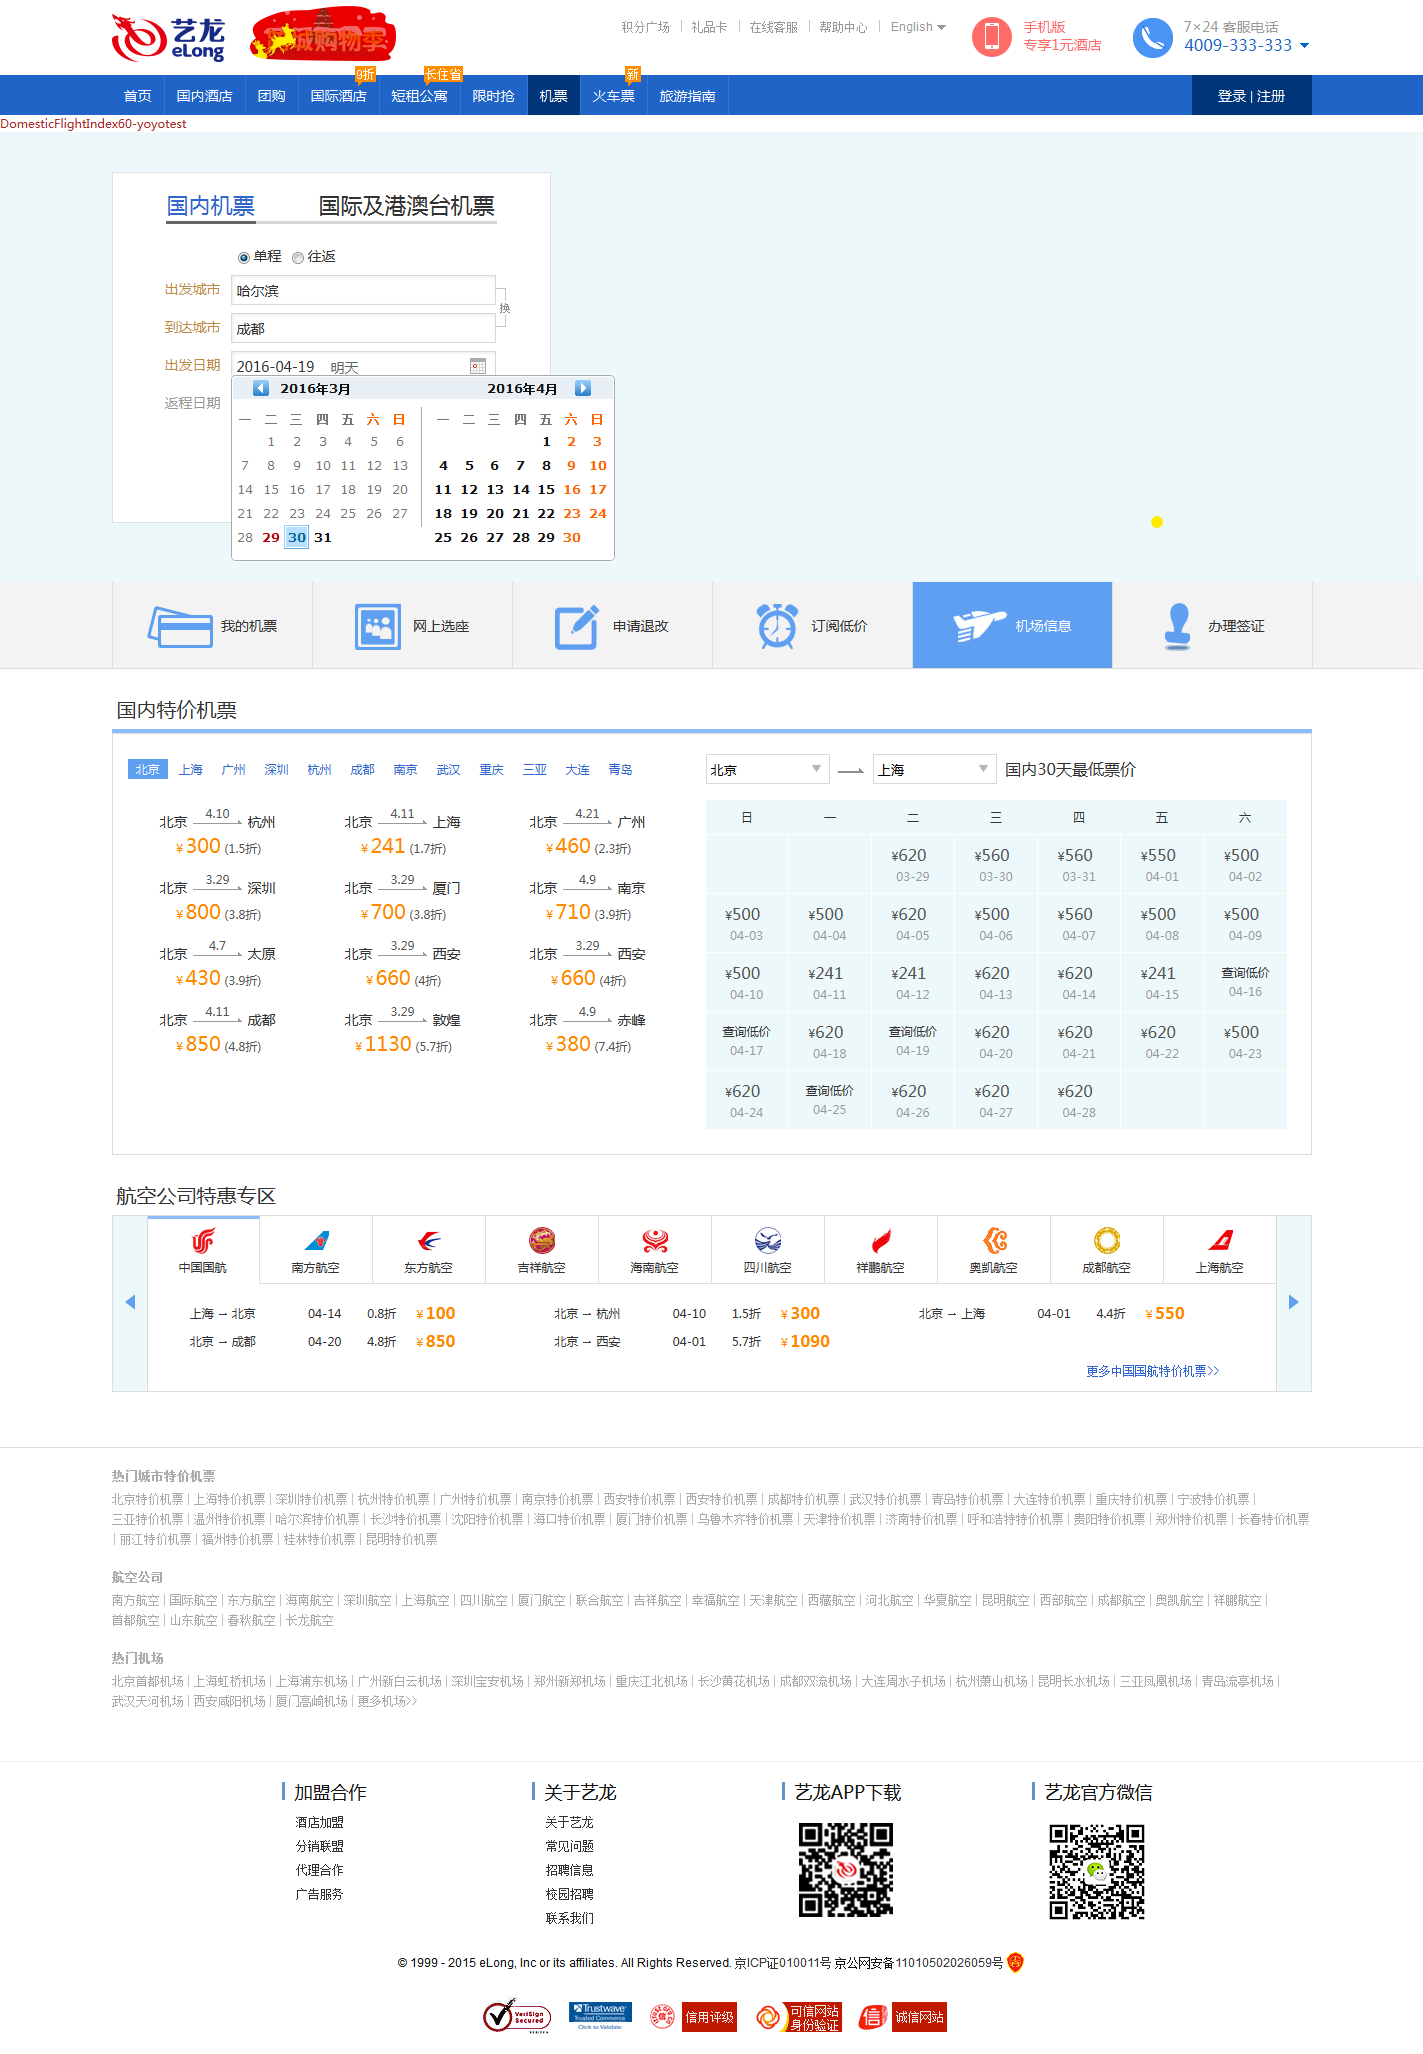 艺龙
eLong
城购物季
积分广场 礼品卡 在线客服 帮助中心 English
手机版
专享1元酒店
7×24 客服电话
4009-333-333
9折 长住省 新
首页 国内酒店 团购 国际酒店 短租公寓 限时抢 机票 火车票 旅游指南 登录 | 注册
DomesticFlightIndex60-yoyotest
国内机票 国际及港澳台机票
单程 往返
出发城市 哈尔滨
换
到达城市 成都
出发日期 2016-04-19 明天
返程日期
2016年3月 2016年4月
一 二 三 四 五 六 日 一 二 三 四 五 六 日
1 2 3 4 5 6 1 2 3
7 8 9 10 11 12 13 4 5 6 7 8 9 10
14 15 16 17 18 19 20 11 12 13 14 15 16 17
21 22 23 24 25 26 27 18 19 20 21 22 23 24
28 29 30 31 25 26 27 28 29 30
我的机票 网上选座 申请退改 订阅低价 机场信息 办理签证
国内特价机票
北京 上海 广州 深圳 杭州 成都 南京 武汉 重庆 三亚 大连 青岛
北京 4.10 杭州 北京 4.11 上海 北京 4.21 广州
¥300 (1.5折) ¥241 (1.7折) ¥460 (2.3折)
北京 3.29 深圳 北京 3.29 厦门 北京 4.9 南京
¥800 (3.8折) ¥700 (3.8折) ¥710 (3.9折)
北京 4.7 太原 北京 3.29 西安 北京 3.29 西安
¥430 (3.9折) ¥660 (4折) ¥660 (4折)
北京 4.11 成都 北京 3.29 敦煌 北京 4.9 赤峰
¥850 (4.8折) ¥1130 (5.7折) ¥380 (7.4折)
北京 上海 国内30天最低票价
日 一 二 三 四 五 六
¥620 ¥560 ¥560 ¥550 ¥500
03-29 03-30 03-31 04-01 04-02
¥500 ¥500 ¥620 ¥500 ¥560 ¥500 ¥500
04-03 04-04 04-05 04-06 04-07 04-08 04-09
¥500 ¥241 ¥241 ¥620 ¥620 ¥241 查询低价
04-10 04-11 04-12 04-13 04-14 04-15 04-16
查询低价 ¥620 查询低价 ¥620 ¥620 ¥620 ¥500
04-17 04-18 04-19 04-20 04-21 04-22 04-23
¥620 查询低价 ¥620 ¥620 ¥620
04-24 04-25 04-26 04-27 04-28
航空公司特惠专区
中国国航 南方航空 东方航空 吉祥航空 海南航空 四川航空 祥鹏航空 奥凯航空 成都航空 上海航空
上海 → 北京 04-14 0.8折 ¥100 北京 → 杭州 04-10 1.5折 ¥300 北京 → 上海 04-01 4.4折 ¥550
北京 → 成都 04-20 4.8折 ¥850 北京 → 西安 04-01 5.7折 ¥1090
更多中国国航特价机票>>
热门城市特价机票
北京特价机票 | 上海特价机票 | 深圳特价机票 | 杭州特价机票 | 广州特价机票 | 南京特价机票 | 西安特价机票 | 西安特价机票 | 成都特价机票 | 武汉特价机票 | 青岛特价机票 | 大连特价机票 | 重庆特价机票 | 宁波特价机票 |
三亚特价机票 | 温州特价机票 | 哈尔滨特价机票 | 长沙特价机票 | 沈阳特价机票 | 海口特价机票 | 厦门特价机票 | 乌鲁木齐特价机票 | 天津特价机票 | 济南特价机票 | 呼和浩特特价机票 | 贵阳特价机票 | 郑州特价机票 | 长春特价机票
| 丽江特价机票 | 福州特价机票 | 桂林特价机票 | 昆明特价机票
航空公司
南方航空 | 国际航空 | 东方航空 | 海南航空 | 深圳航空 | 上海航空 | 四川航空 | 厦门航空 | 联合航空 | 吉祥航空 | 幸福航空 | 天津航空 | 西藏航空 | 河北航空 | 华夏航空 | 昆明航空 | 西部航空 | 成都航空 | 奥凯航空 | 祥鹏航空 |
首都航空 | 山东航空 | 春秋航空 | 长龙航空
热门机场
北京首都机场 | 上海虹桥机场 | 上海浦东机场 | 广州新白云机场 | 深圳宝安机场 | 郑州新郑机场 | 重庆江北机场 | 长沙黄花机场 | 成都双流机场 | 大连周水子机场 | 杭州萧山机场 | 昆明长水机场 | 三亚凤凰机场 | 青岛流亭机场 |
武汉天河机场 | 西安咸阳机场 | 厦门高崎机场 | 更多机场>>
加盟合作 关于艺龙 艺龙APP下载 艺龙官方微信
酒店加盟 关于艺龙
分销联盟 常见问题
代理合作 招聘信息
广告服务 校园招聘
联系我们
© 1999 - 2015 eLong, Inc or its affiliates. All Rights Reserved. 京ICP证010011号 京公网安备11010502026059号
VeriSign Secured VERIFY Trustwave Trusted Commerce Click to Validate 信用评级 可信网站 身份验证 诚信网站